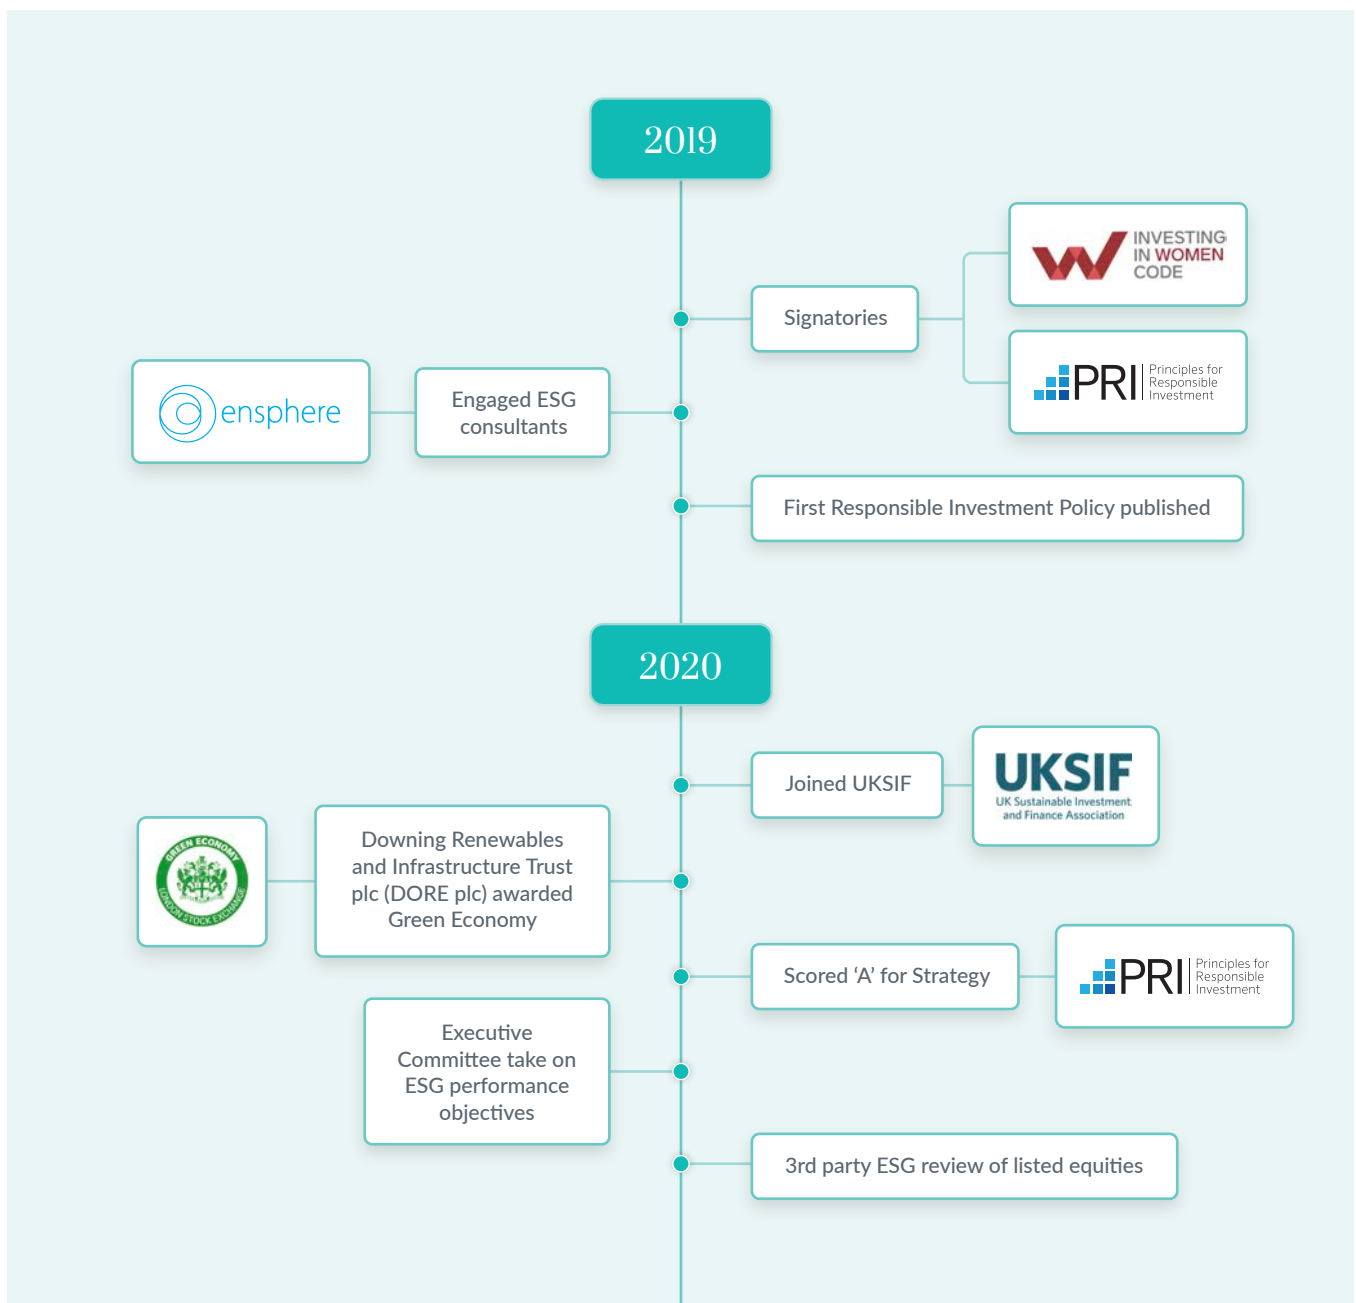 2019
INVESTING
IN WOMEN
CODE
Signatories
PRI
Principles for
Responsible
Investment
ensphere
Engaged ESG
consultants
First Responsible Investment Policy published
2020
Joined UKSIF
UKSIF
UK Sustainable Investment
and Finance Association
GREEN ECONOMY
LONDON STOCK EXCHANGE
Downing Renewables
and Infrastructure Trust
plc (DORE plc) awarded
Green Economy
Scored ‘A’ for Strategy
PRI
Principles for
Responsible
Investment
Executive
Committee take on
ESG performance
objectives
3rd party ESG review of listed equities